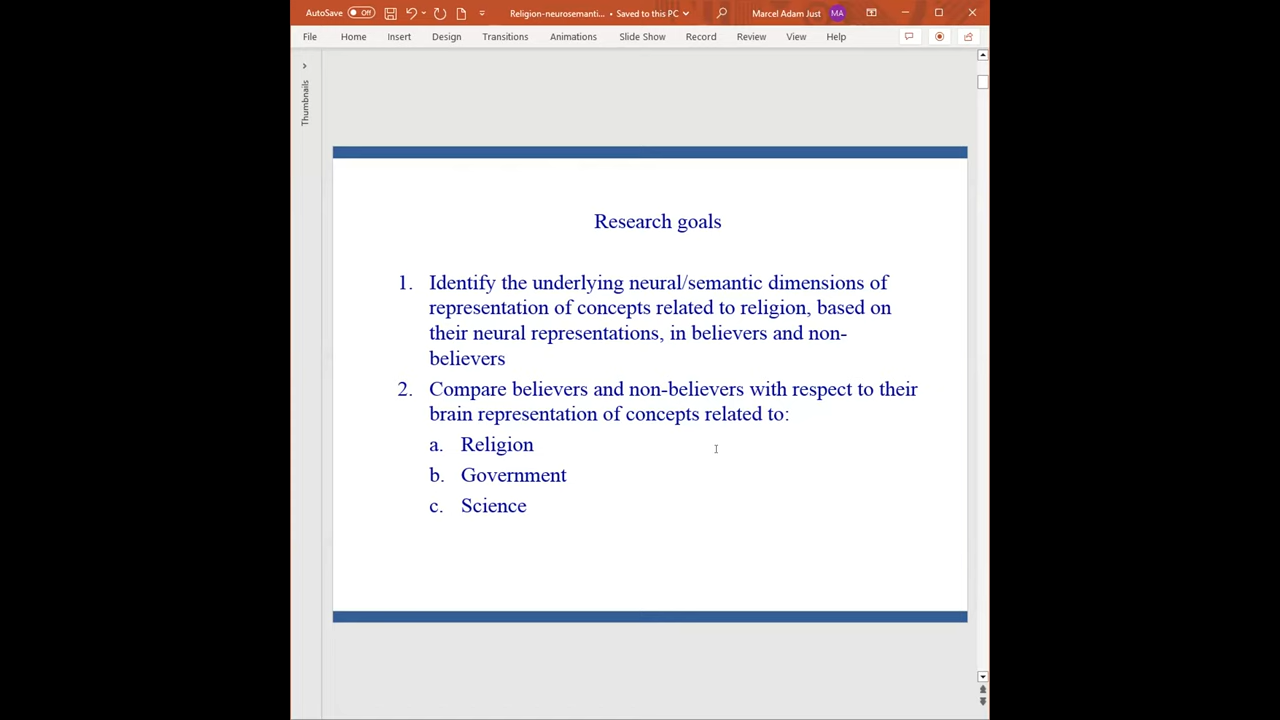 AutoSave Off Religion-neurosemanti... • Saved to this PC Marcel Adam Just MA
File Home Insert Design Transitions Animations Slide Show Record Review View Help
Thumbnails
Research goals
1. Identify the underlying neural/semantic dimensions of
representation of concepts related to religion, based on
their neural representations, in believers and non-
believers
2. Compare believers and non-believers with respect to their
brain representation of concepts related to:
a. Religion
b. Government
c. Science